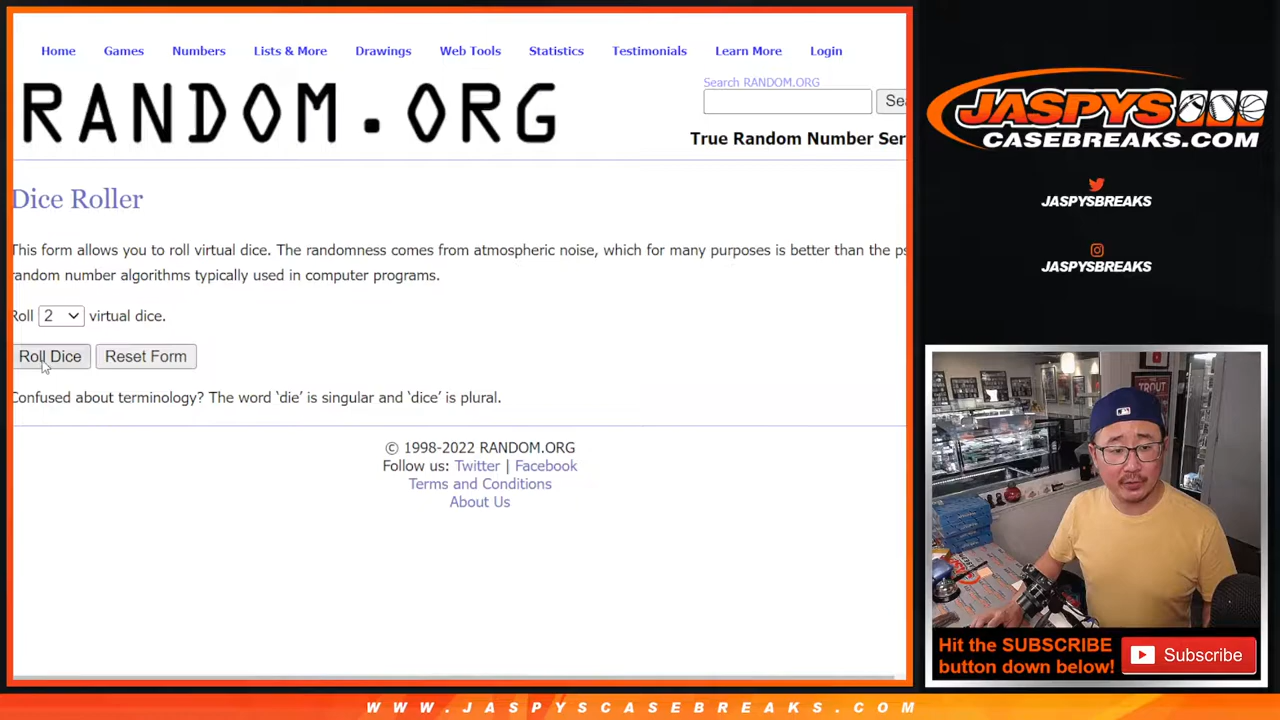 Home Games Numbers Lists & More Drawings Web Tools Statistics Testimonials Learn More Login
RANDOM.ORG
Search RANDOM.ORG
True Random Number Ser
Dice Roller
This form allows you to roll virtual dice. The randomness comes from atmospheric noise, which for many purposes is better than the ps
random number algorithms typically used in computer programs.
Roll 2 virtual dice.
Roll Dice Reset Form
Confused about terminology? The word ‘die’ is singular and ‘dice’ is plural.
© 1998-2022 RANDOM.ORG
Follow us: Twitter | Facebook
Terms and Conditions
About Us
JASPYS
CASEBREAKS.COM
JASPYSBREAKS
JASPYSBREAKS
TROUT
Hit the SUBSCRIBE
button down below!
Subscribe
WWW.JASPYSCASEBREAKS.COM